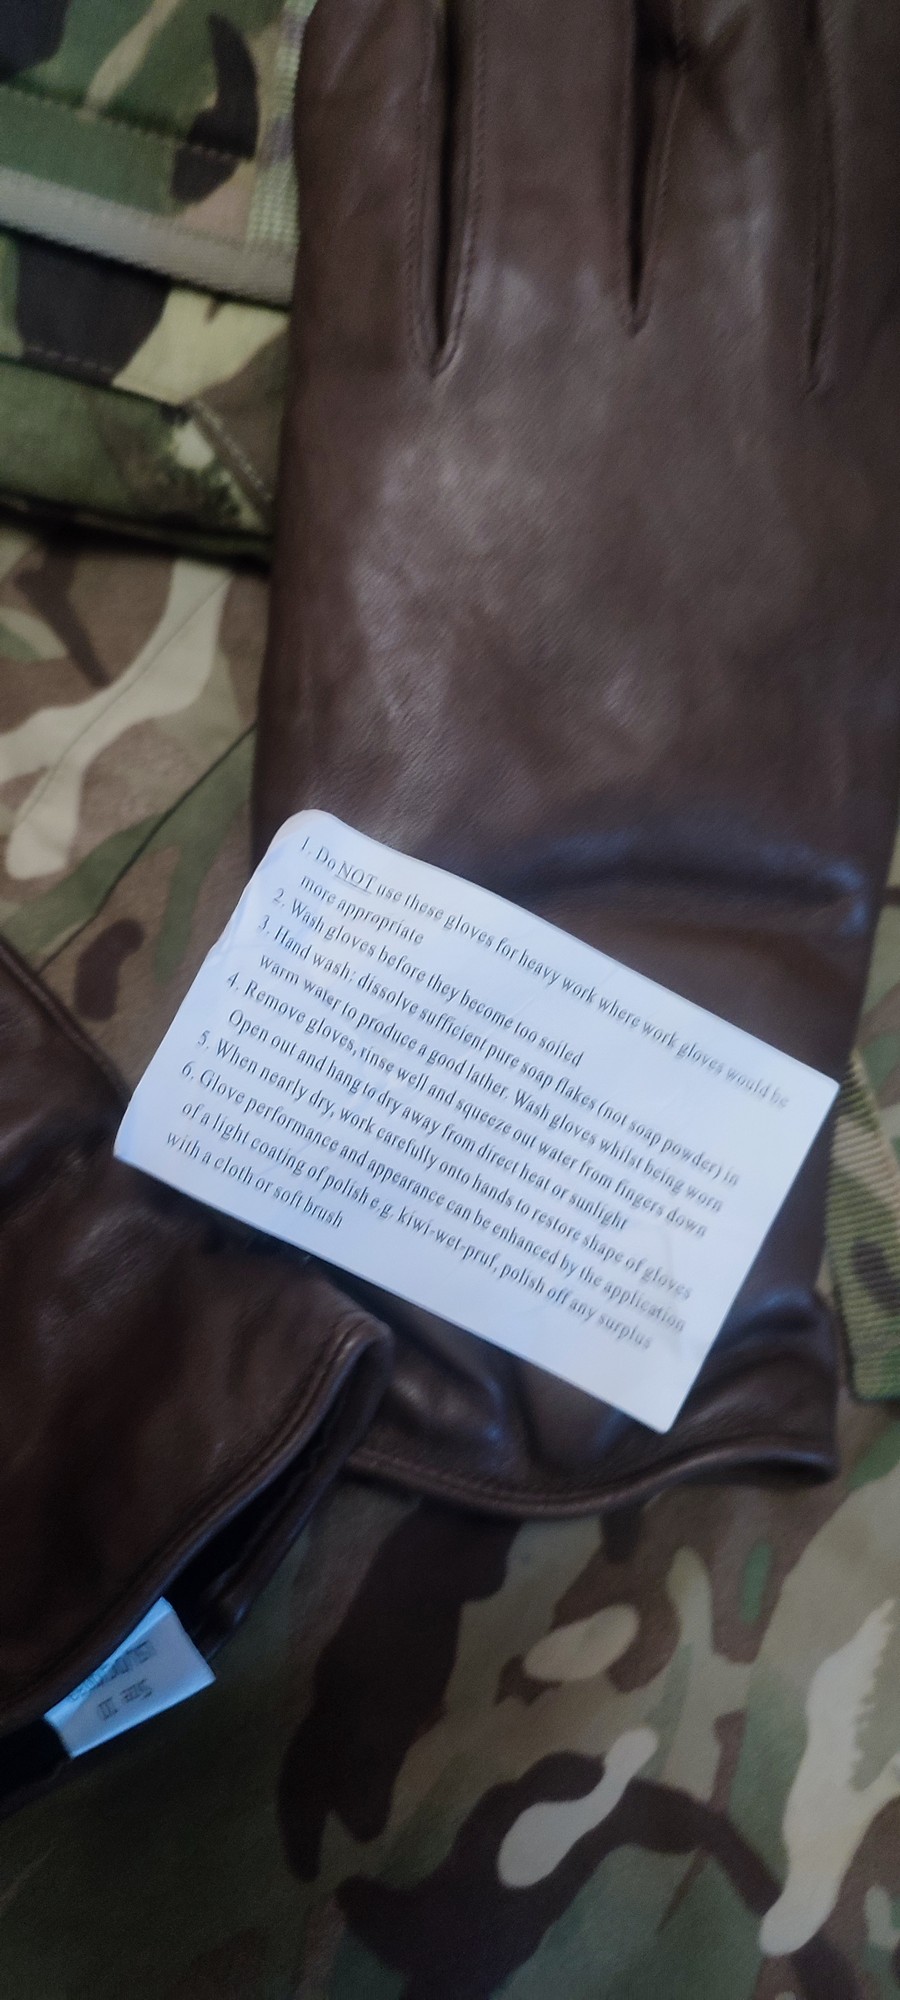 1. Do NOT use these gloves for heavy work where work gloves would be
more appropriate
2. Wash gloves before they become too soiled
3. Hand wash; dissolve sufficient pure soap flakes (not soap powder) in
warm water to produce a good lather. Wash gloves whilst being worn
4. Remove gloves, rinse well and squeeze out water from fingers down
Open out and hang to dry away from direct heat or sunlight
5. When nearly dry, work carefully onto hands to restore shape of gloves
6. Glove performance and appearance can be enhanced by the application
of a light coating of polish e.g. kiwi-wet-pruf, polish off any surplus
with a cloth or soft brush
Size 10